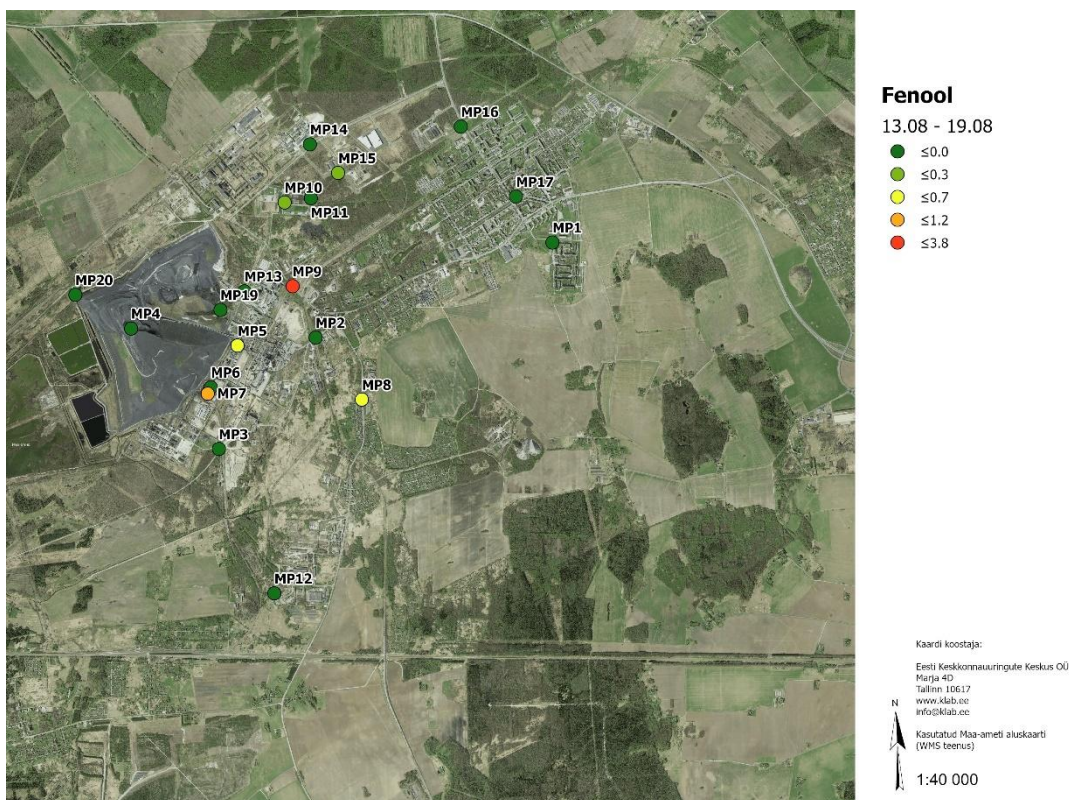 MP16
MP14
MP15
MP10
MP11
MP17
MP1
MP20
MP13
MP9
MP19
MP4
MP5
MP2
MP6
MP7
MP8
MP3
MP12
Fenool
13.08 - 19.08
≤0.0
≤0.3
≤0.7
≤1.2
≤3.8
Kaardi koostaja:
Eesti Keskkonnauuringute Keskus OÜ
Marja 4D
Tallinn 10617
www.klab.ee
info@klab.ee
N
Kasutatud Maa-ameti aluskaarti
(WMS teenus)
1:40 000